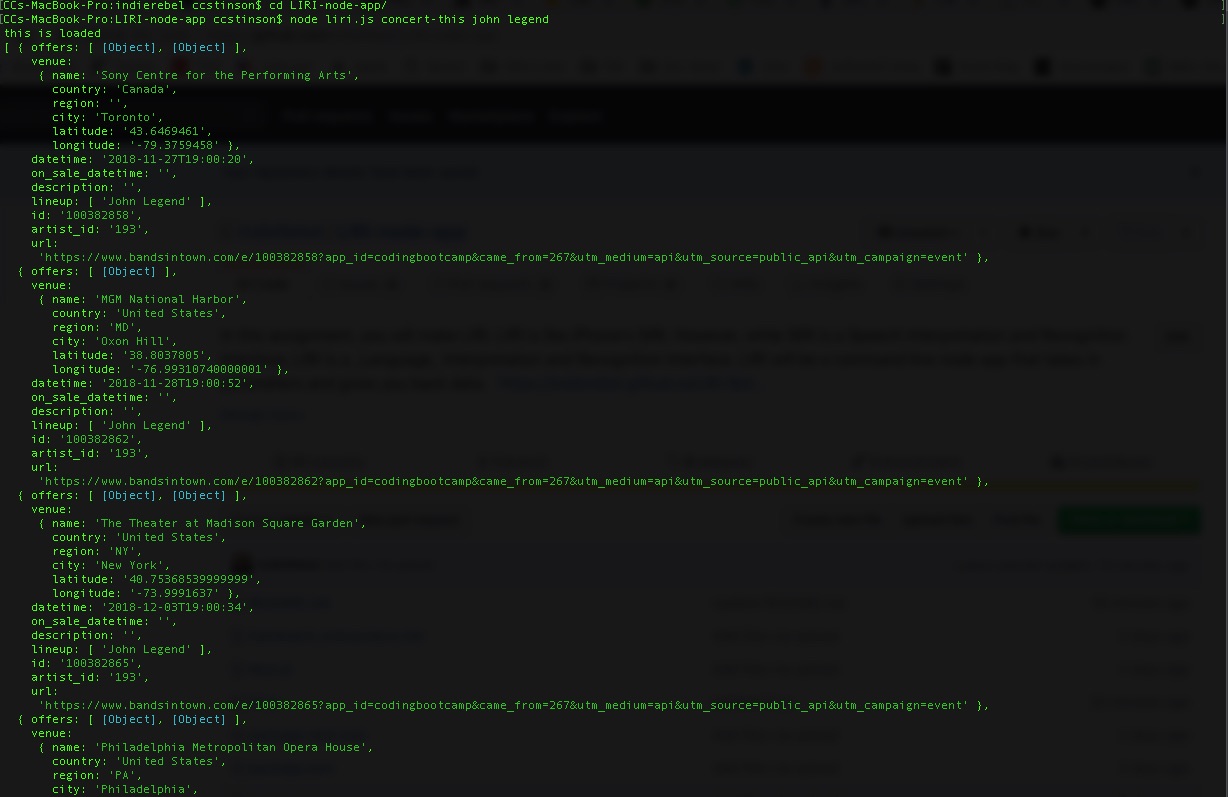 [CCs-MacBook-Pro:indierebel ccstinson$ cd LIRI-node-app/ ]
[CCs-MacBook-Pro:LIRI-node-app ccstinson$ node liri.js concert-this john legend ]
this is loaded
[ { offers: [ [Object], [Object] ],
venue:
{ name: 'Sony Centre for the Performing Arts',
country: 'Canada',
region: '',
city: 'Toronto',
latitude: '43.6469461',
longitude: '-79.3759458' },
datetime: '2018-11-27T19:00:20',
on_sale_datetime: '',
description: '',
lineup: [ 'John Legend' ],
id: '100382858',
artist_id: '193',
url:
'https://www.bandsintown.com/e/100382858?app_id=codingbootcamp&came_from=267&utm_medium=api&utm_source=public_api&utm_campaign=event' },
{ offers: [ [Object] ],
venue:
{ name: 'MGM National Harbor',
country: 'United States',
region: 'MD',
city: 'Oxon Hill',
latitude: '38.8037805',
longitude: '-76.99310740000001' },
datetime: '2018-11-28T19:00:52',
on_sale_datetime: '',
description: '',
lineup: [ 'John Legend' ],
id: '100382862',
artist_id: '193',
url:
'https://www.bandsintown.com/e/100382862?app_id=codingbootcamp&came_from=267&utm_medium=api&utm_source=public_api&utm_campaign=event' },
{ offers: [ [Object], [Object] ],
venue:
{ name: 'The Theater at Madison Square Garden',
country: 'United States',
region: 'NY',
city: 'New York',
latitude: '40.75368539999999',
longitude: '-73.9991637' },
datetime: '2018-12-03T19:00:34',
on_sale_datetime: '',
description: '',
lineup: [ 'John Legend' ],
id: '100382865',
artist_id: '193',
url:
'https://www.bandsintown.com/e/100382865?app_id=codingbootcamp&came_from=267&utm_medium=api&utm_source=public_api&utm_campaign=event' },
{ offers: [ [Object], [Object] ],
venue:
{ name: 'Philadelphia Metropolitan Opera House',
country: 'United States',
region: 'PA',
city: 'Philadelphia',